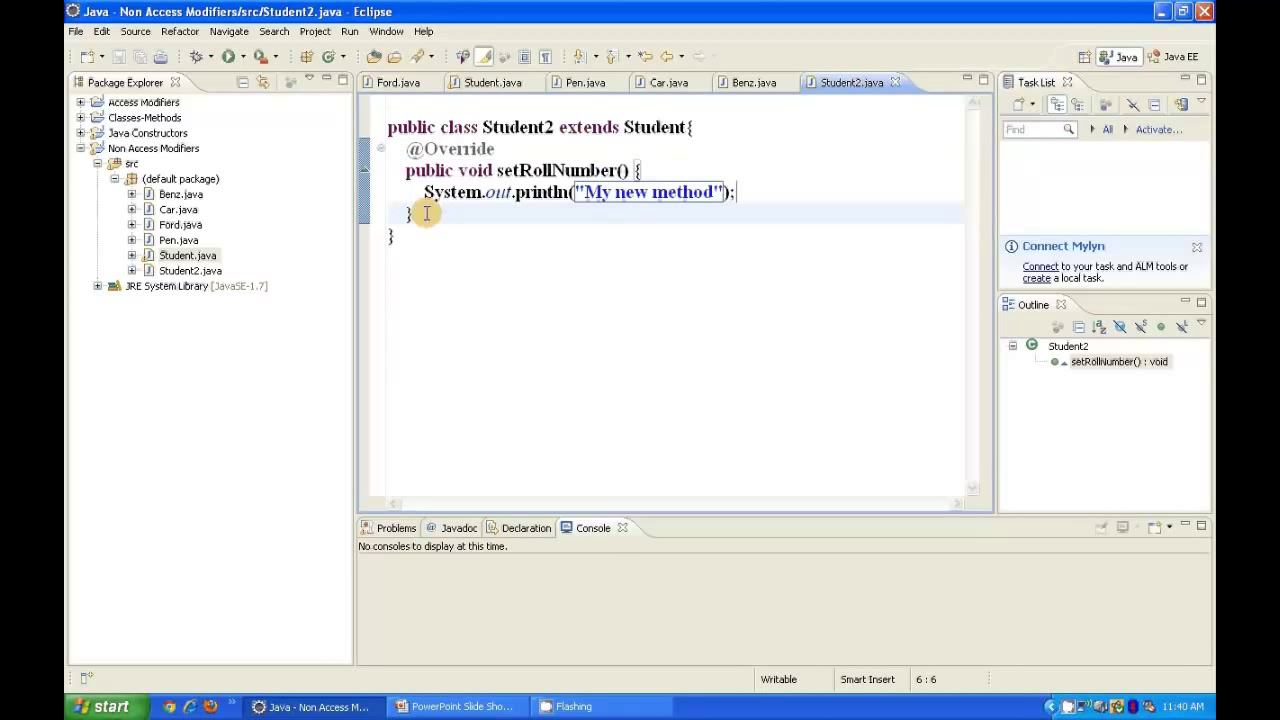 Java - Non Access Modifiers/src/Student2.java - Eclipse
File Edit Source Refactor Navigate Search Project Run Window Help
Java Java EE
Package Explorer
Ford.java Student.java Pen.java Car.java Benz.java Student2.java
Task List
Access Modifiers
Classes-Methods
Java Constructors
Non Access Modifiers
src
(default package)
Benz.java
Car.java
Ford.java
Pen.java
Student.java
Student2.java
JRE System Library [JavaSE-1.7]
public class Student2 extends Student{
@Override
public void setRollNumber() {
System.out.println("My new method");
}
}
Find All Activate...
Connect Mylyn
Connect to your task and ALM tools or
create a local task.
Outline
Student2
setRollNumber() : void
Problems @ Javadoc Declaration Console
No consoles to display at this time.
Writable Smart Insert 6 : 6
start Java - Non Access M... PowerPoint Slide Sho... Flashing 11:40 AM